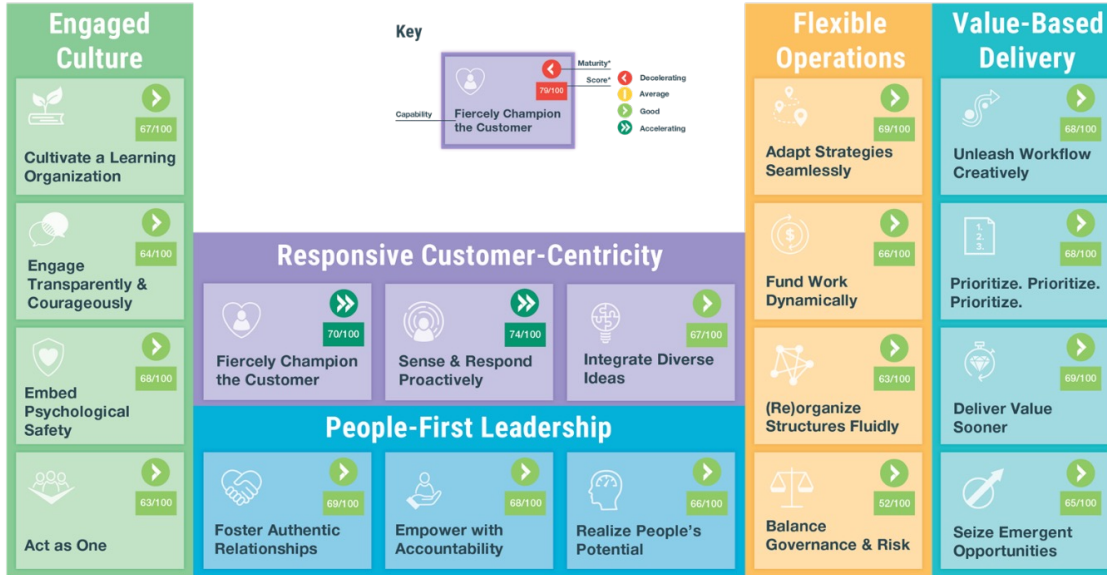 Engaged
Culture
67/100
Cultivate a Learning
Organization
64/100
Engage
Transparently &
Courageously
68/100
Embed
Psychological
Safety
63/100
Act as One
Key
Maturity*
Score*
79/100
Capability
Fiercely Champion
the Customer
Decelerating
Average
Good
Accelerating
Responsive Customer-Centricity
70/100
Fiercely Champion
the Customer
74/100
Sense & Respond
Proactively
67/100
Integrate Diverse
Ideas
People-First Leadership
69/100
Foster Authentic
Relationships
68/100
Empower with
Accountability
66/100
Realize People's
Potential
Flexible
Operations
69/100
Adapt Strategies
Seamlessly
$
66/100
Fund Work
Dynamically
63/100
(Re)organize
Structures Fluidly
52/100
Balance
Governance & Risk
Value-Based
Delivery
68/100
Unleash Workflow
Creatively
1.
2.
3.
68/100
Prioritize. Prioritize.
Prioritize.
69/100
Deliver Value
Sooner
65/100
Seize Emergent
Opportunities